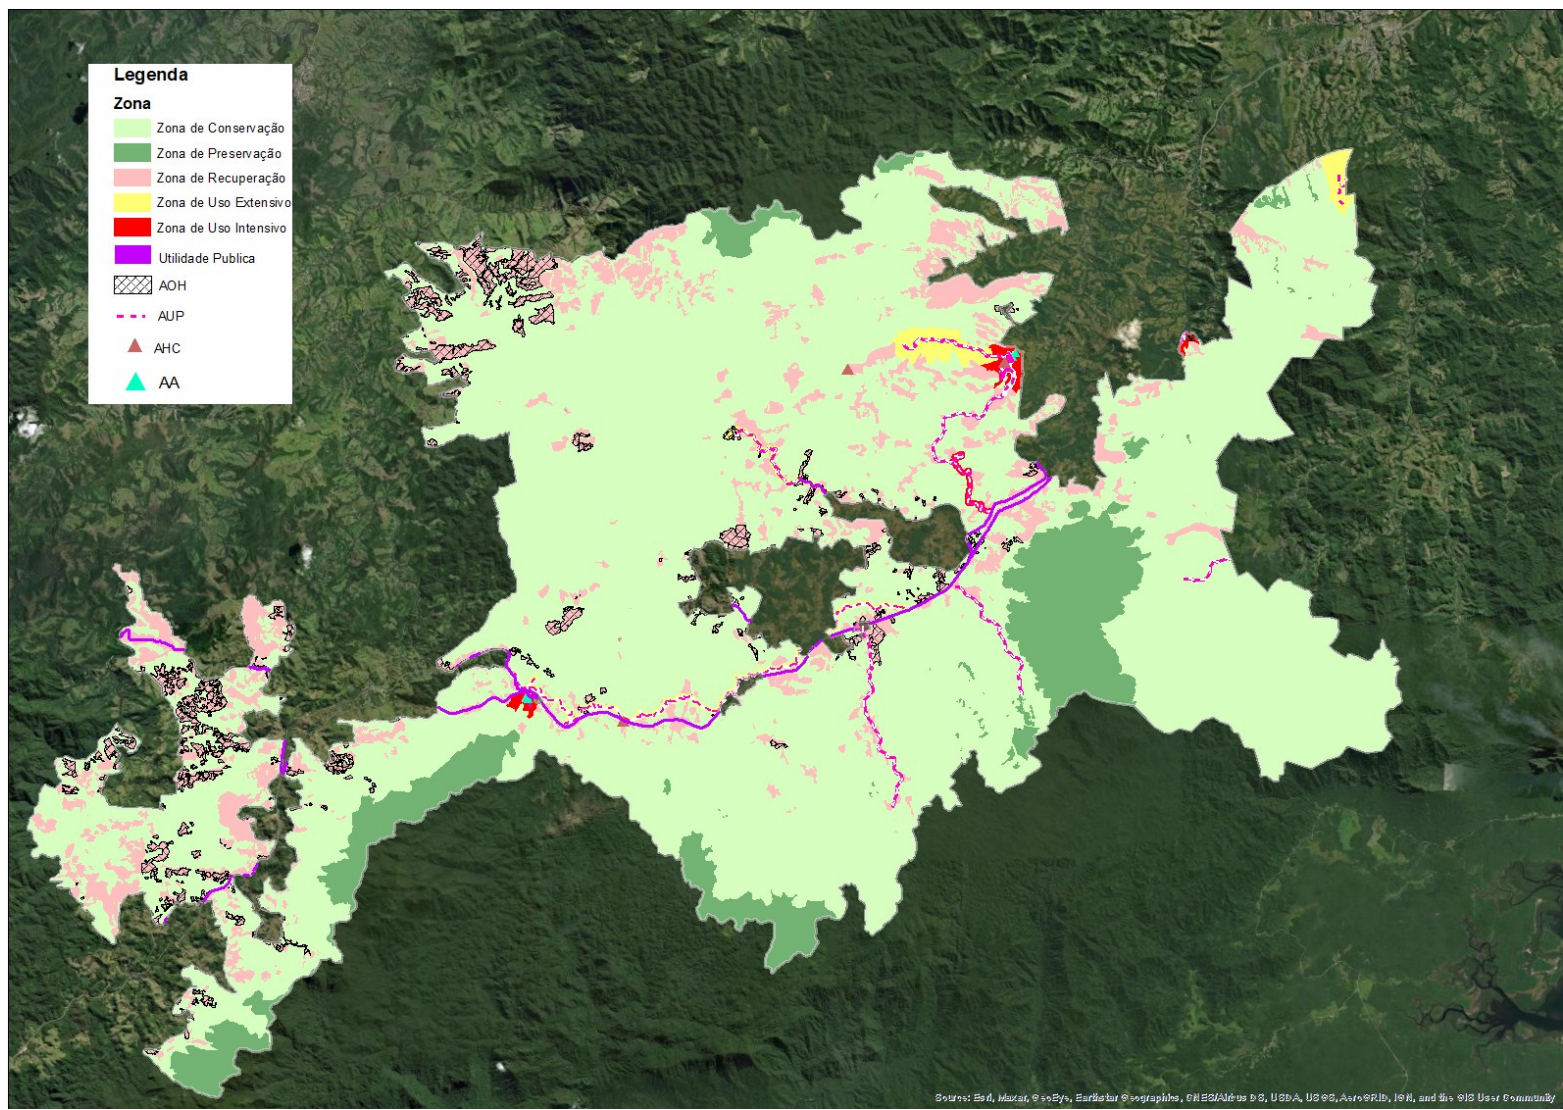 Legenda
Zona
Zona de Conservação
Zona de Preservação
Zona de Recuperação
Zona de Uso Extensivo
Zona de Uso Intensivo
Utilidade Publica
AOH
AUP
AHC
AA
Source: Esri, Maxar, GeoEye, Earthstar Geographics, CNES/Airbus DS, USDA, USGS, AeroGRID, IGN, and the GIS User Community